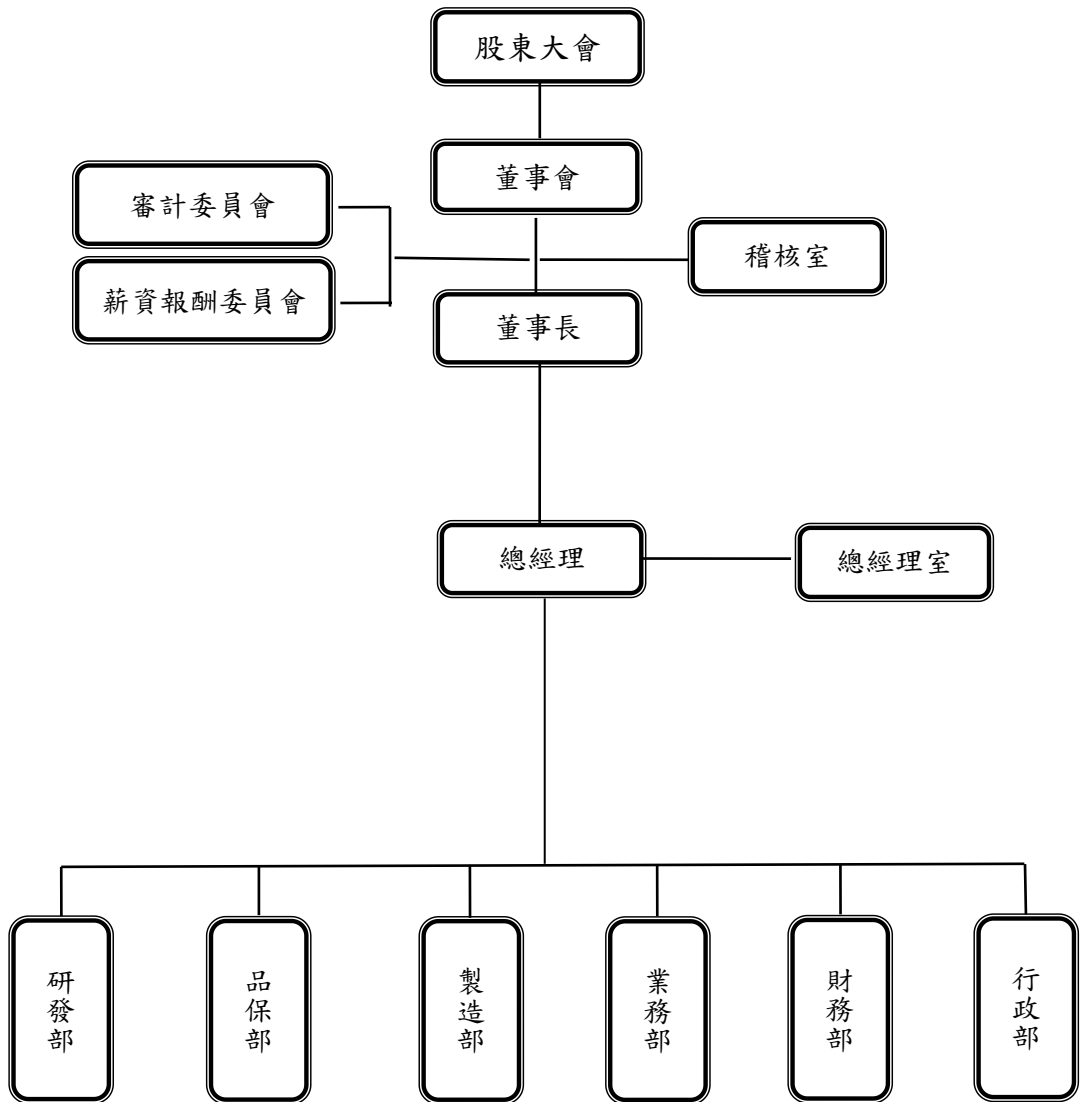 股東大會
董事會
審計委員會
稽核室
薪資報酬委員會
董事長
總經理
總經理室
研發部
品保部
製造部
業務部
財務部
行政部